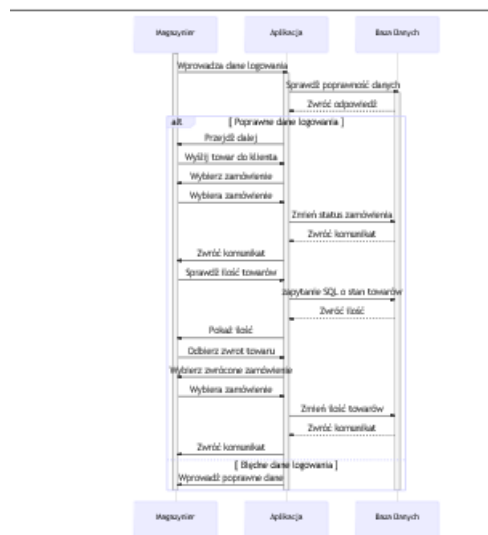 Magazynier Aplikacja Baza Danych
Wprowadza dane logowania
Sprawdź poprawność danych
Zwróć odpowiedź
alt [ Poprawne dane logowania ]
Przejdź dalej
Wyślij towar do klienta
Wybierz zamówienie
Wybiera zamówienie
Zmień status zamówienia
Zwróć komunikat
Zwróć komunikat
Sprawdź ilość towarów
zapytanie SQL o stan towarów
Zwróć ilość
Pokaż ilość
Odbierz zwrot towaru
Wybierz zwrócone zamówienie
Wybiera zamówienie
Zmień ilość towarów
Zwróć komunikat
Zwróć komunikat
[ Błędne dane logowania ]
Wprowadź poprawne dane
Magazynier Aplikacja Baza Danych